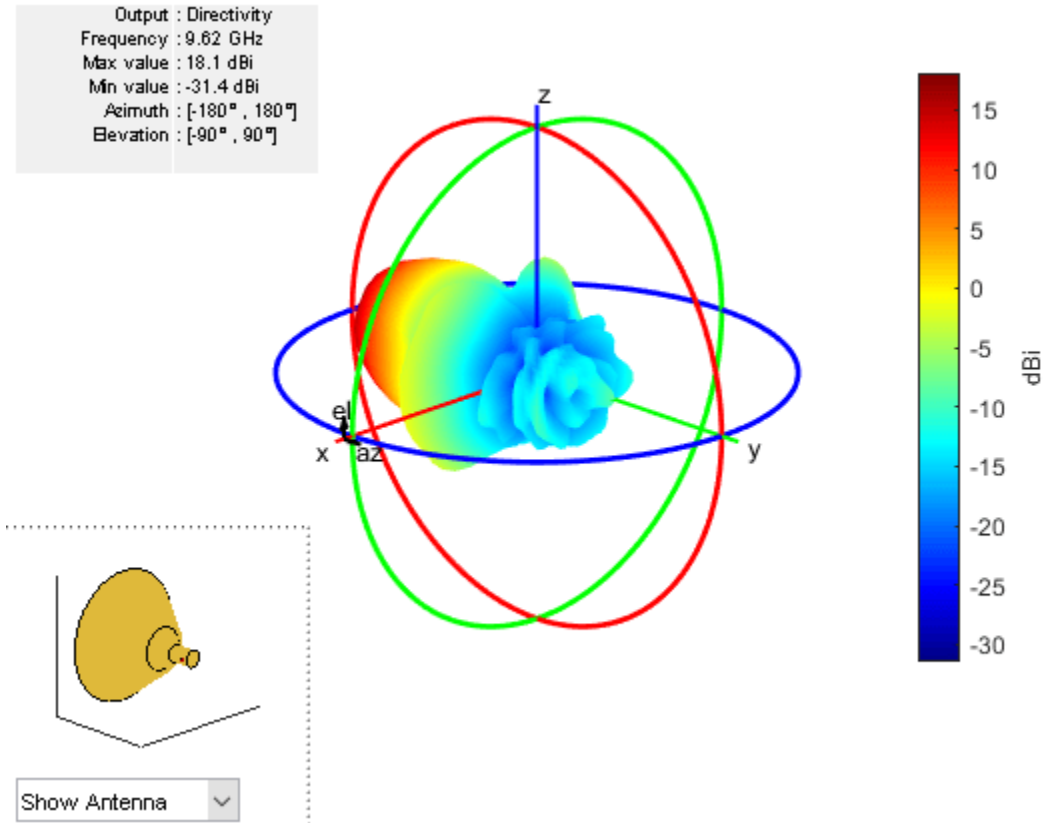 Output : Directivity
Frequency : 9.62 GHz
Max value : 18.1 dBi
Min value : -31.4 dBi
Azimuth : [-180° , 180°]
Elevation : [-90° , 90°]
z
15
10
5
0
-5
-10
-15
-20
-25
-30
dBi
el
x
az
y
Show Antenna